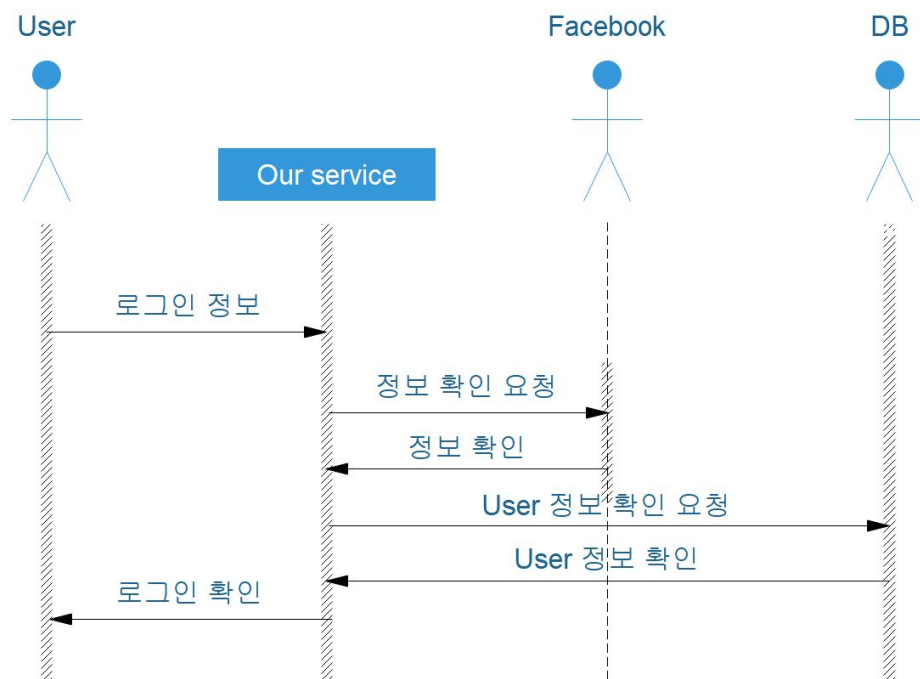 User
Facebook
DB
Our service
로그인 정보
정보 확인 요청
정보 확인
User 정보 확인 요청
User 정보 확인
로그인 확인